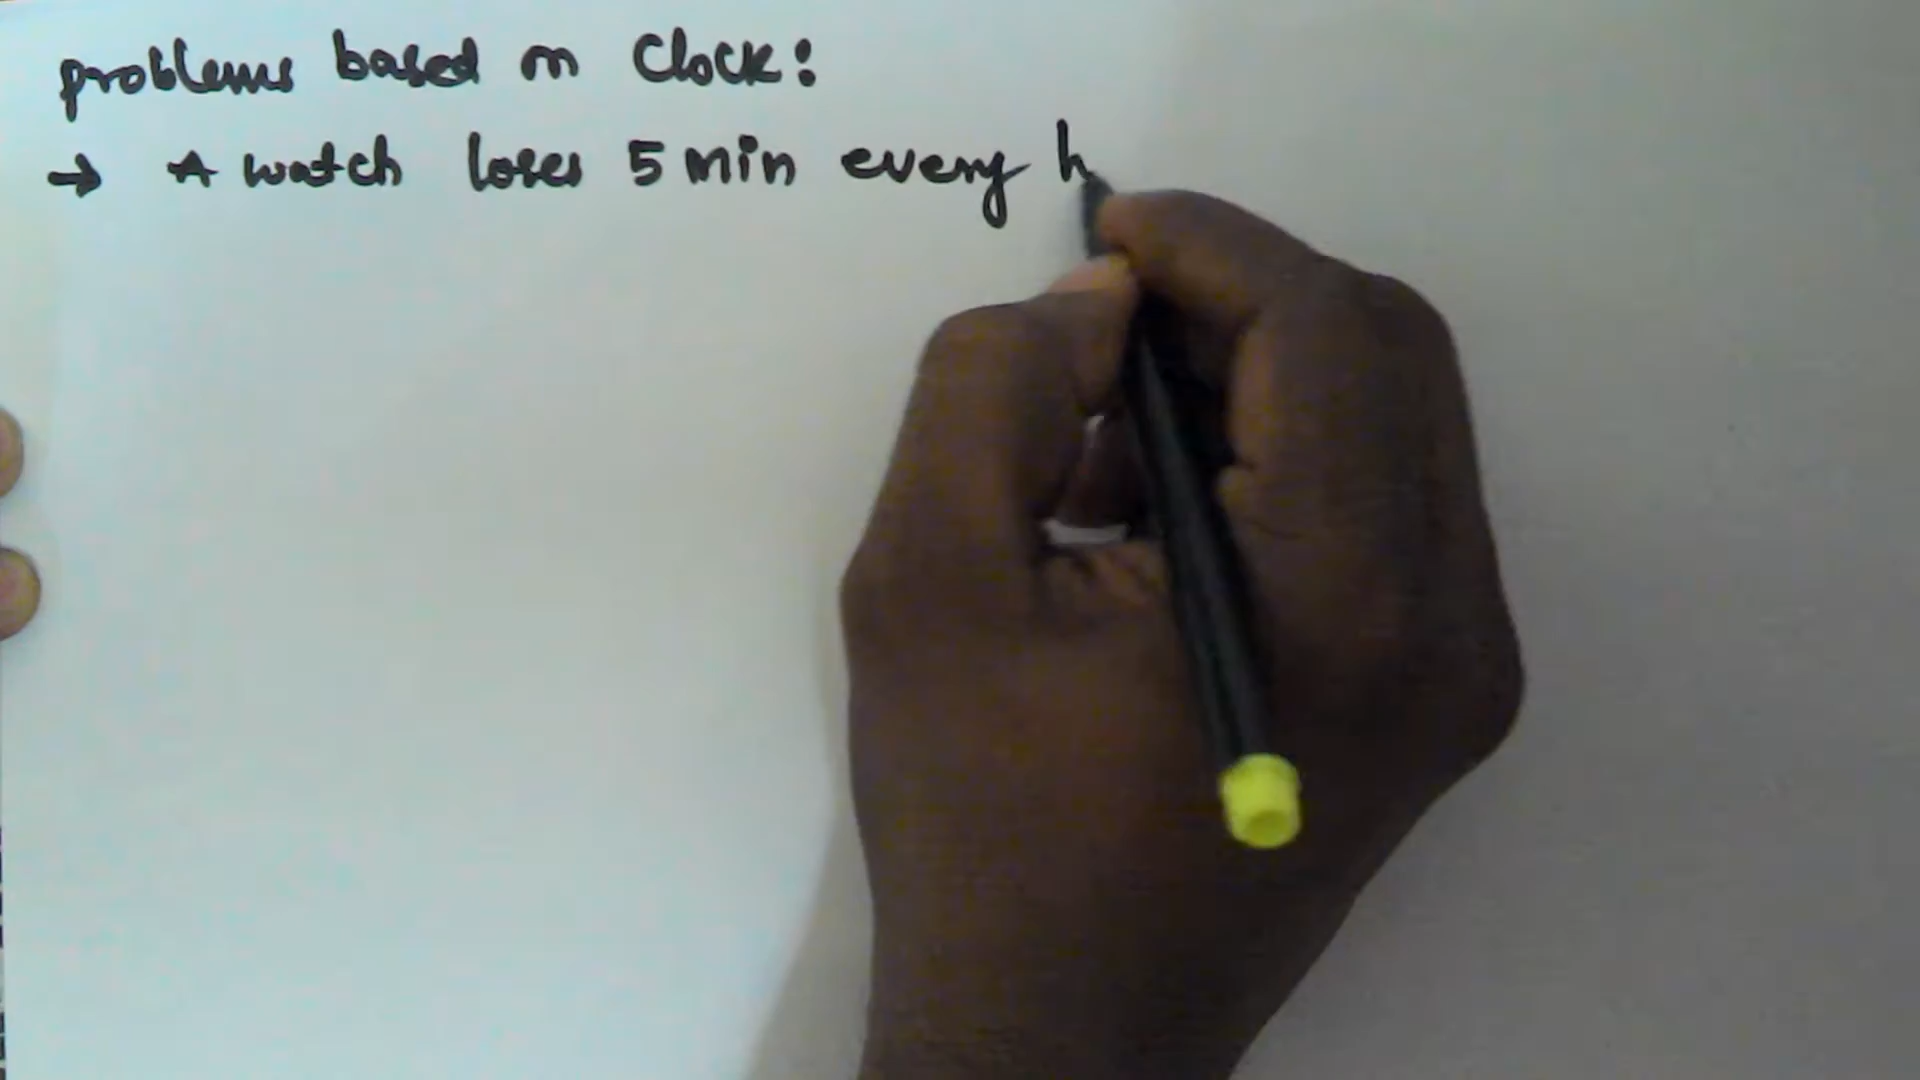 problems based on Clock:
→ A watch loses 5 min every h